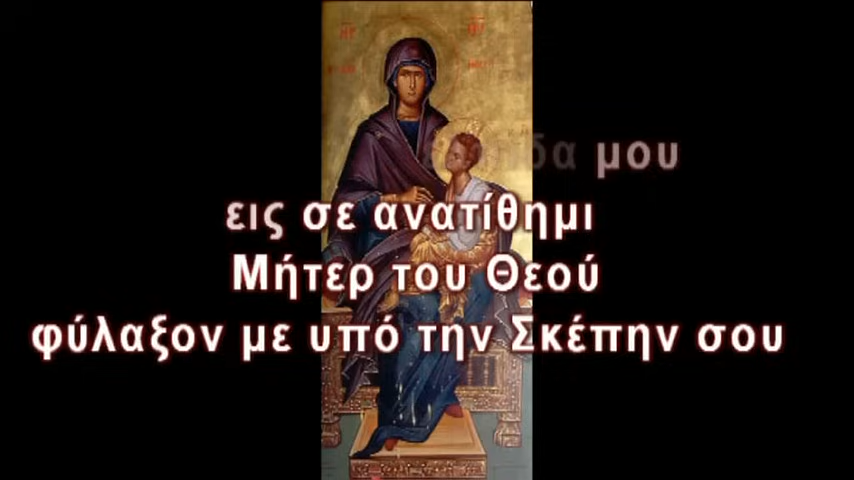 μου
εις σε ανατίθημι
Μήτερ του Θεού
φύλαξον με υπό την Σκέπην σου